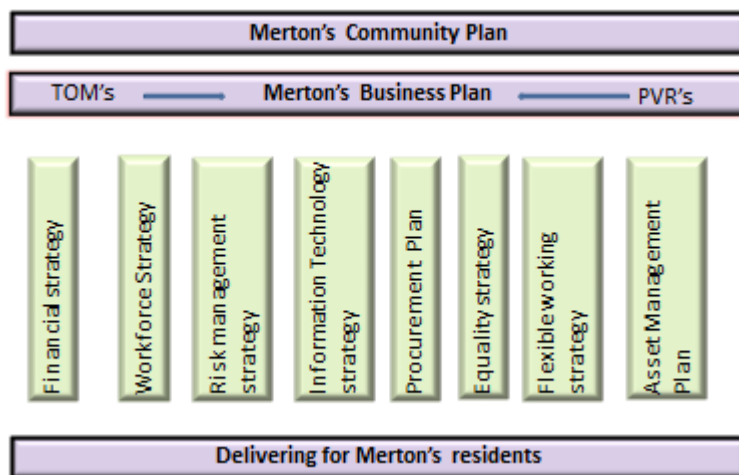 Merton's Community Plan
TOM's Merton's Business Plan PVR's
Financial strategy
Workforce Strategy
Risk management
strategy
Information Technology
strategy
Procurement Plan
Equality strategy
Flexible working
strategy
Asset Management
Plan
Delivering for Merton's residents